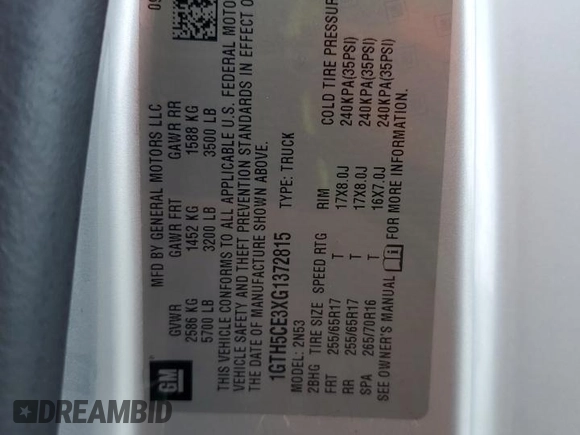 GM
09
MFD BY GENERAL MOTORS LLC
GVWR GAWR FRT GAWR RR
2586 KG 1452 KG 1588 KG
5700 LB 3200 LB 3500 LB
THIS VEHICLE CONFORMS TO ALL APPLICABLE U.S. FEDERAL MOTO
VEHICLE SAFETY AND THEFT PREVENTION STANDARDS IN EFFECT O
THE DATE OF MANUFACTURE SHOWN ABOVE.
1GTH5CE3XG1372815 TYPE: TRUCK
MODEL: 2N53
2BHG TIRE SIZE SPEED RTG RIM COLD TIRE PRESSUR
FRT 255/65R17 T 17X8.0J 240KPA(35PSI)
RR 255/65R17 T 17X8.0J 240KPA(35PSI)
SPA 265/70R16 T 16X7.0J 240KPA(35PSI)
SEE OWNER'S MANUAL i FOR MORE INFORMATION.
DREAMBID